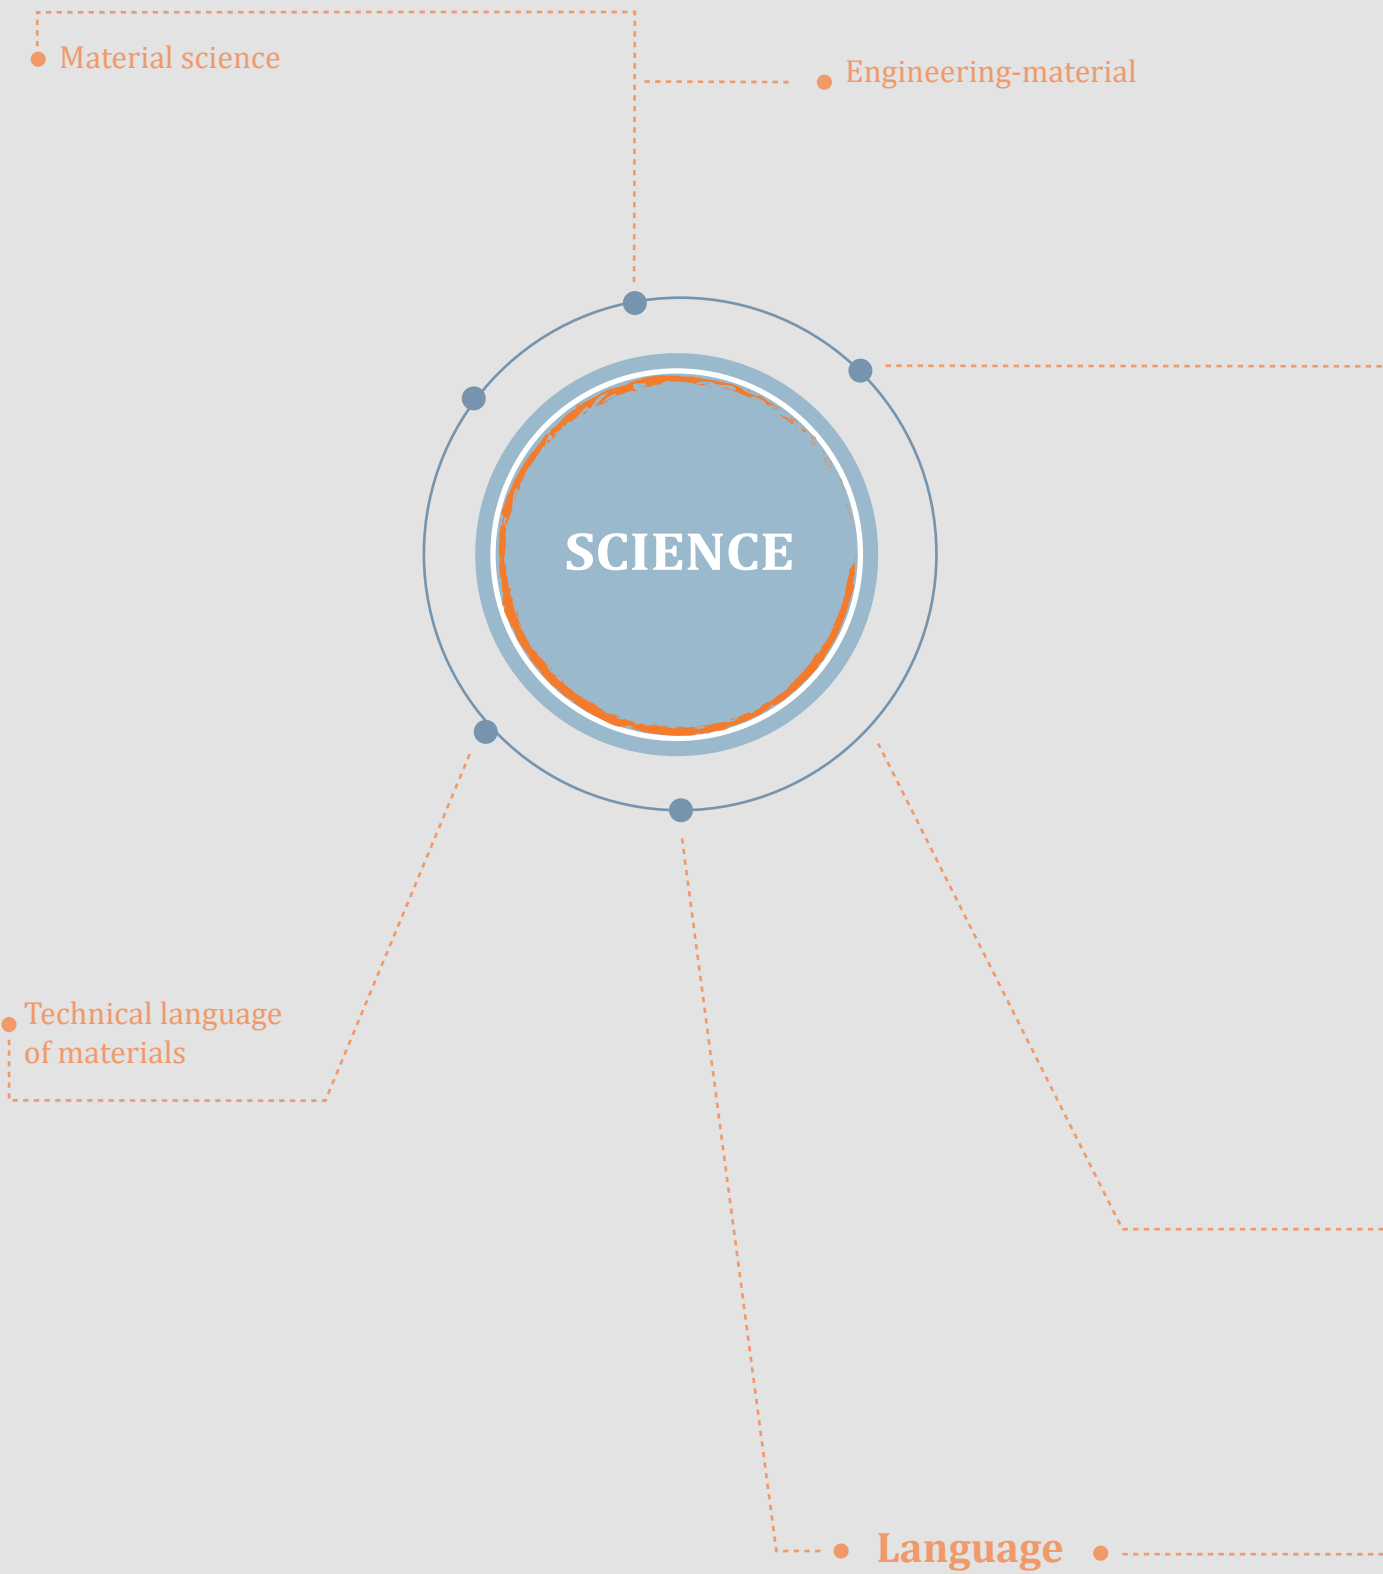 Material science
Engineering-material
SCIENCE
Technical language
of materials
Language